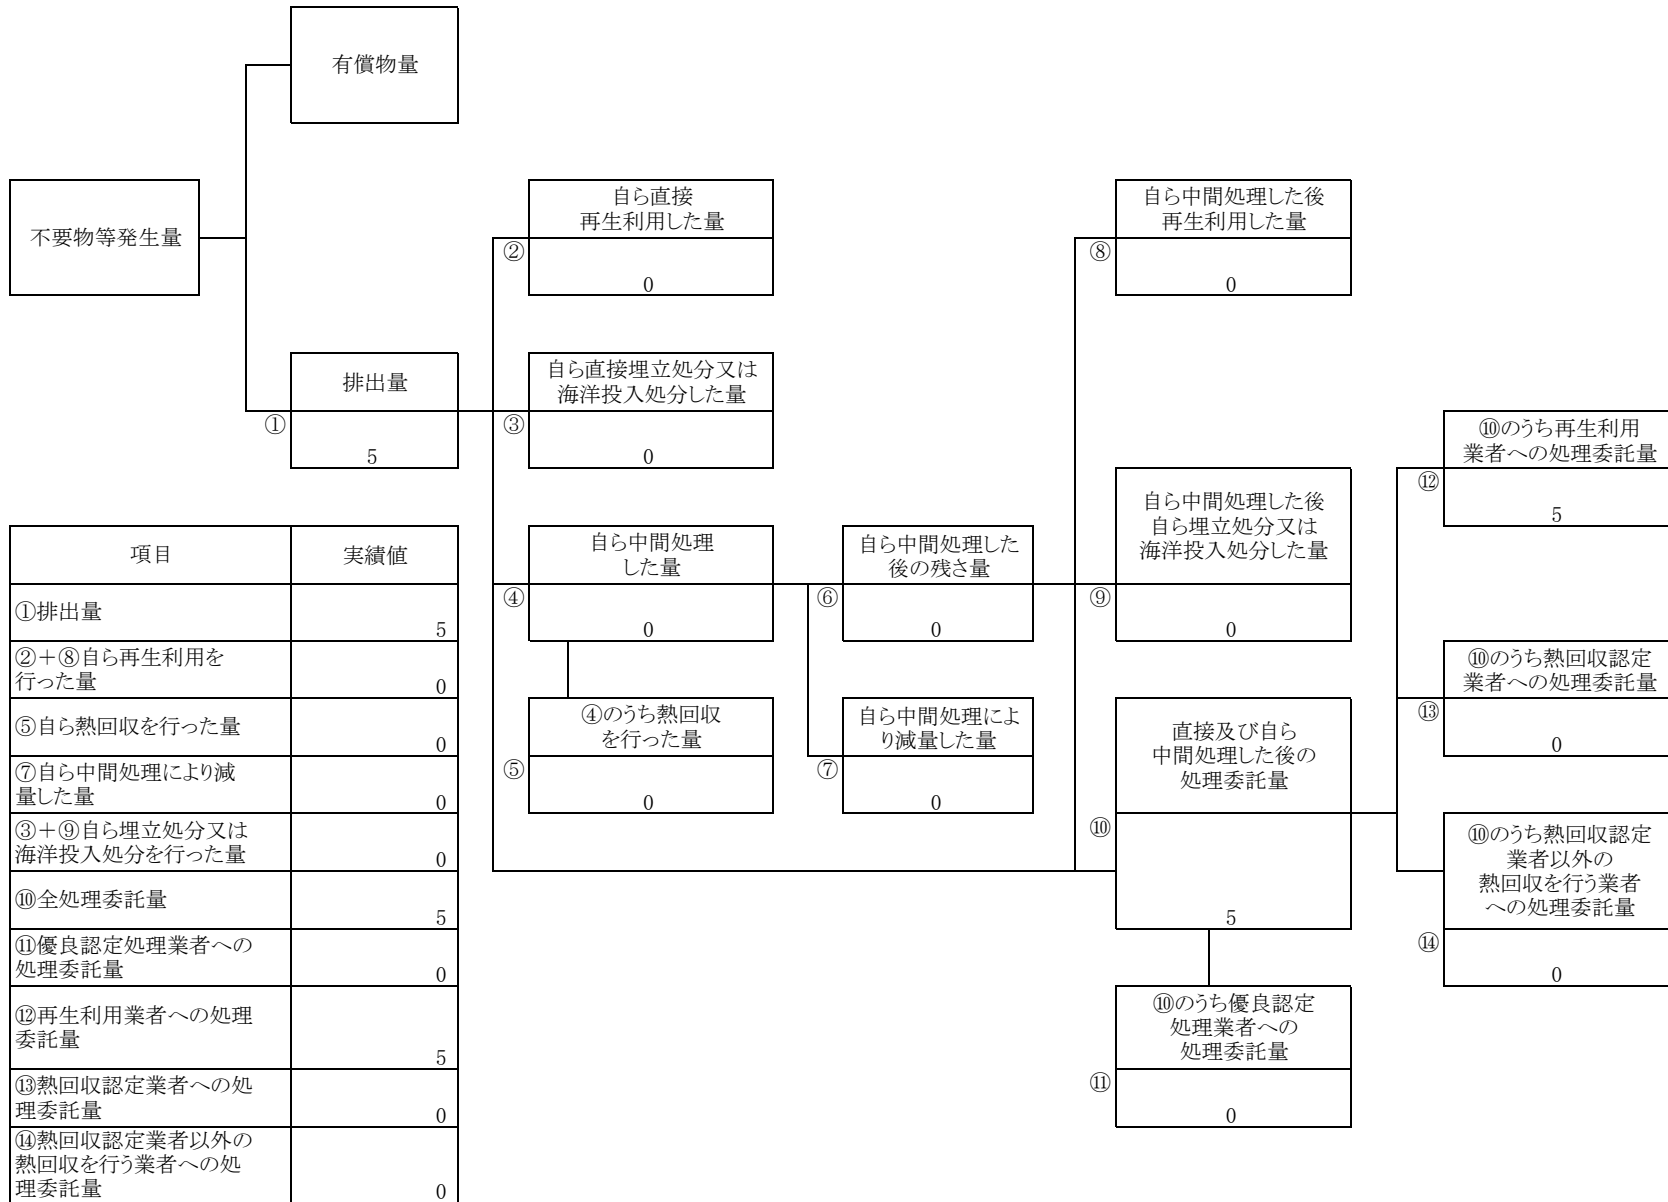 有償物量
不要物等発生量
排出量
①
5
自ら直接
再生利用した量
②
0
自ら直接埋立処分又は
海洋投入処分した量
③
0
自ら中間処理
した量
④
0
④のうち熱回収
を行った量
⑤
0
自ら中間処理した
後の残さ量
⑥
0
自ら中間処理によ
り減量した量
⑦
0
自ら中間処理した後
再生利用した量
⑧
0
自ら中間処理した後
自ら埋立処分又は
海洋投入処分した量
⑨
0
直接及び自ら
中間処理した後の
処理委託量
⑩
5
⑩のうち優良認定
処理業者への
処理委託量
⑪
0
⑩のうち再生利用
業者への処理委託量
⑫
5
⑩のうち熱回収認定
業者への処理委託量
⑬
0
⑩のうち熱回収認定
業者以外の
熱回収を行う業者
への処理委託量
⑭
0
項目 実績値
①排出量
5
②+⑧自ら再生利用を
行った量 0
⑤自ら熱回収を行った量
0
⑦自ら中間処理により減
量した量 0
③+⑨自ら埋立処分又は
海洋投入処分を行った量 0
⑩全処理委託量
5
⑪優良認定処理業者への
処理委託量 0
⑫再生利用業者への処理
委託量 5
⑬熱回収認定業者への処
理委託量 0
⑭熱回収認定業者以外の
熱回収を行う業者への処
理委託量 0